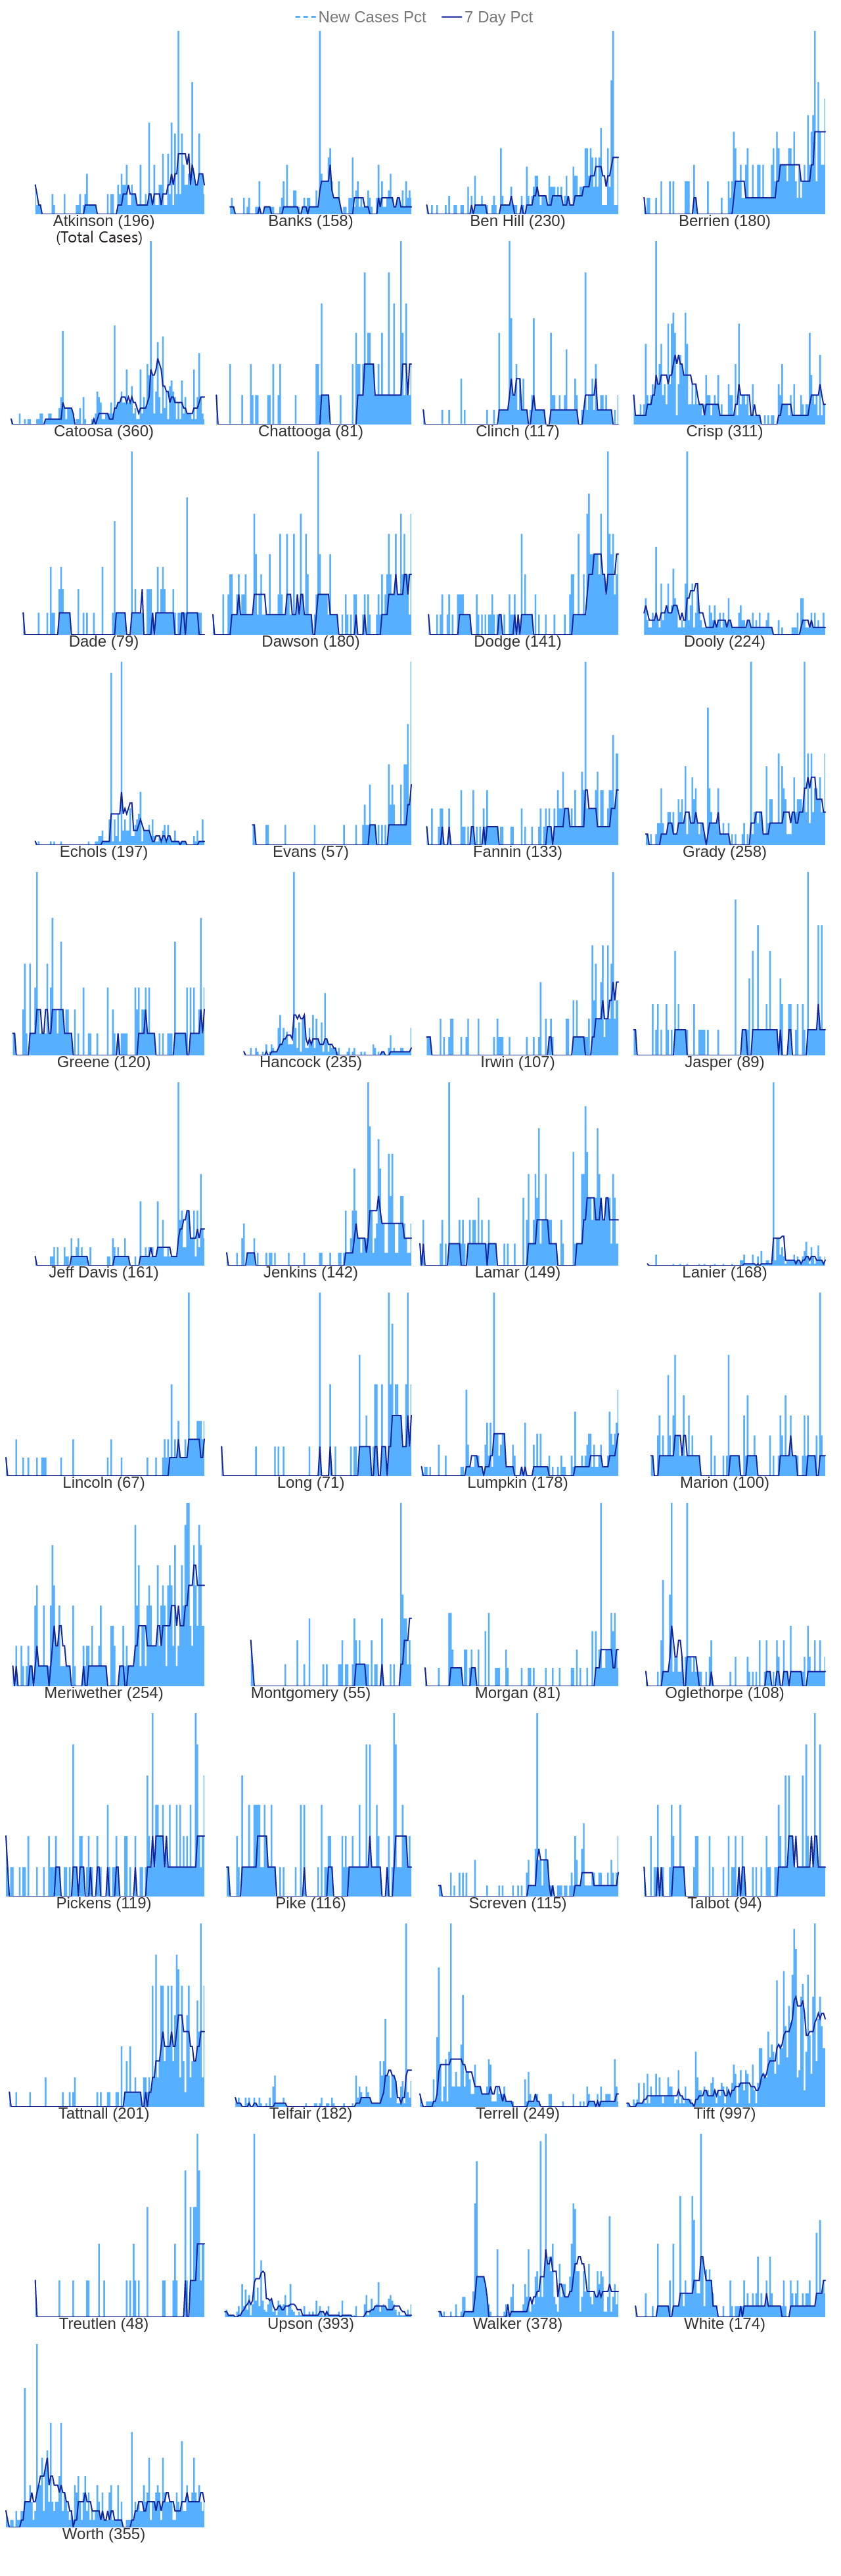 New Cases Pct 7 Day Pct
Atkinson (196) Banks (158) Ben Hill (230) Berrien (180)
(Total Cases)
Catoosa (360) Chattooga (81) Clinch (117) Crisp (311)
Dade (79) Dawson (180) Dodge (141) Dooly (224)
Echols (197) Evans (57) Fannin (133) Grady (258)
Greene (120) Hancock (235) Irwin (107) Jasper (89)
Jeff Davis (161) Jenkins (142) Lamar (149) Lanier (168)
Lincoln (67) Long (71) Lumpkin (178) Marion (100)
Meriwether (254) Montgomery (55) Morgan (81) Oglethorpe (108)
Pickens (119) Pike (116) Screven (115) Talbot (94)
Tattnall (201) Telfair (182) Terrell (249) Tift (997)
Treutlen (48) Upson (393) Walker (378) White (174)
Worth (355)